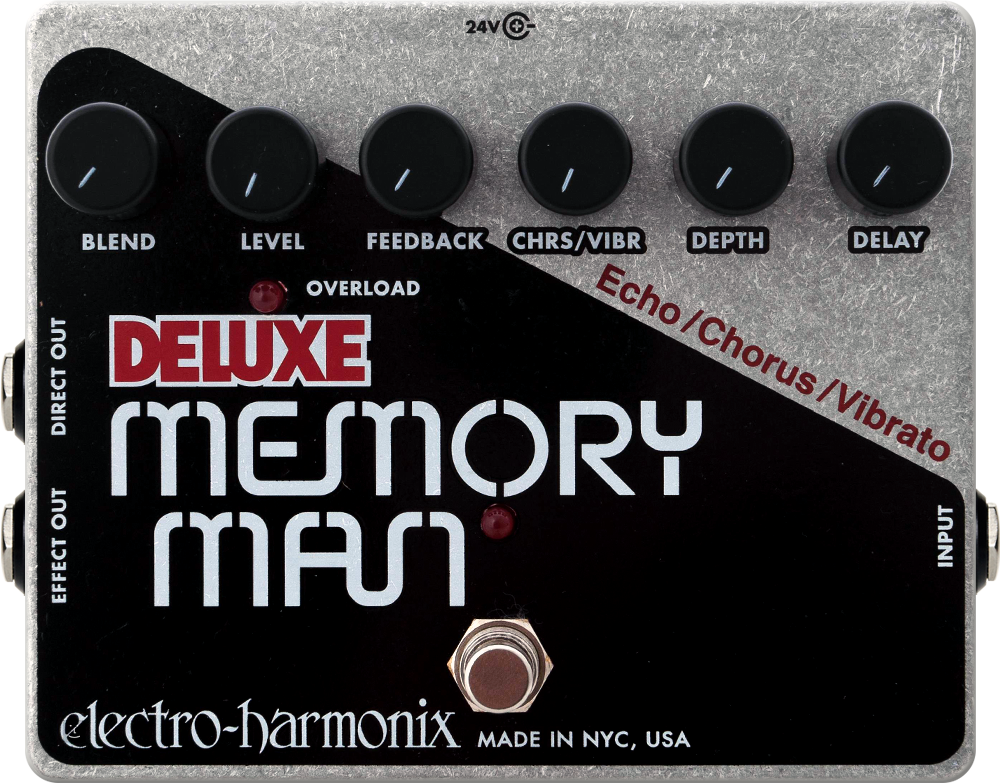 24V
BLEND LEVEL FEEDBACK CHRS/VIBR DEPTH DELAY
OVERLOAD
Echo/Chorus/Vibrato
DIRECT OUT
DELUXE
MEMORY
MAN
EFFECT OUT
INPUT
electro-harmonix MADE IN NYC, USA